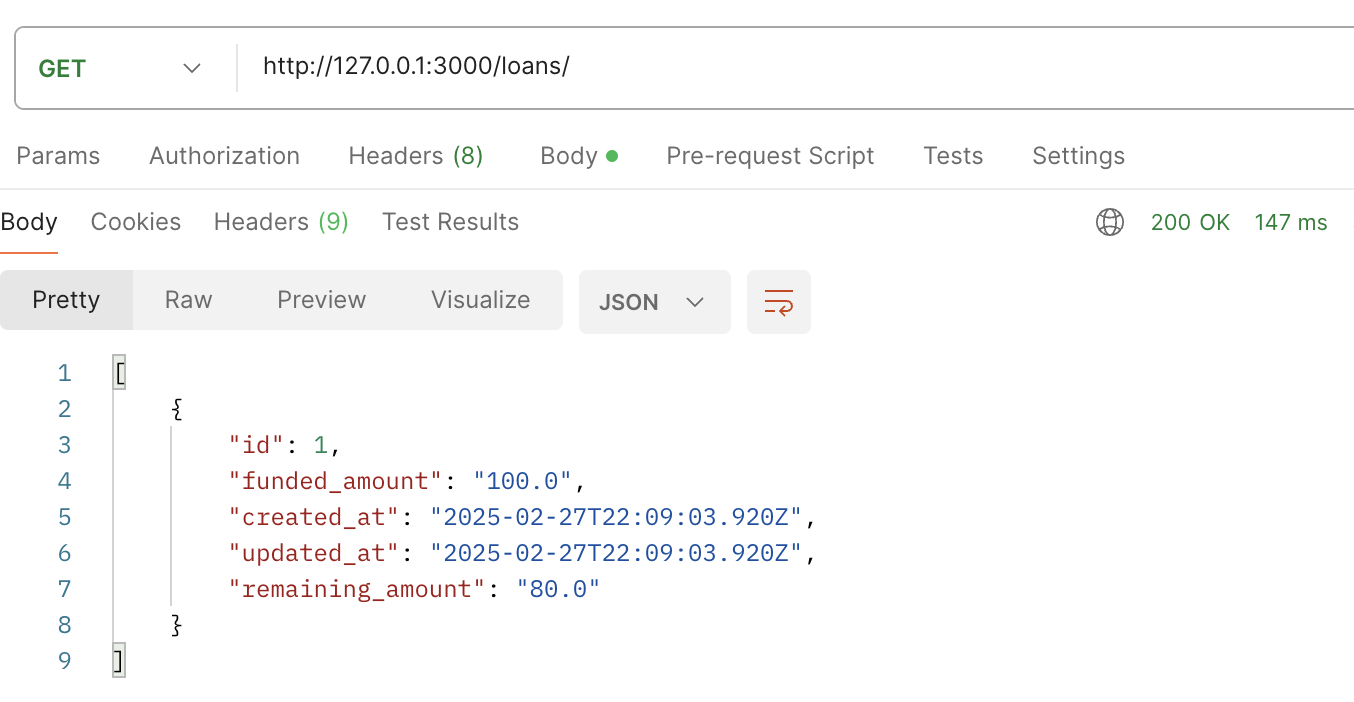 GET http://127.0.0.1:3000/loans/
Params Authorization Headers (8) Body Pre-request Script Tests Settings
Body Cookies Headers (9) Test Results 200 OK 147 ms
Pretty Raw Preview Visualize JSON
1 [
2 {
3 "id": 1,
4 "funded_amount": "100.0",
5 "created_at": "2025-02-27T22:09:03.920Z",
6 "updated_at": "2025-02-27T22:09:03.920Z",
7 "remaining_amount": "80.0"
8 }
9 ]